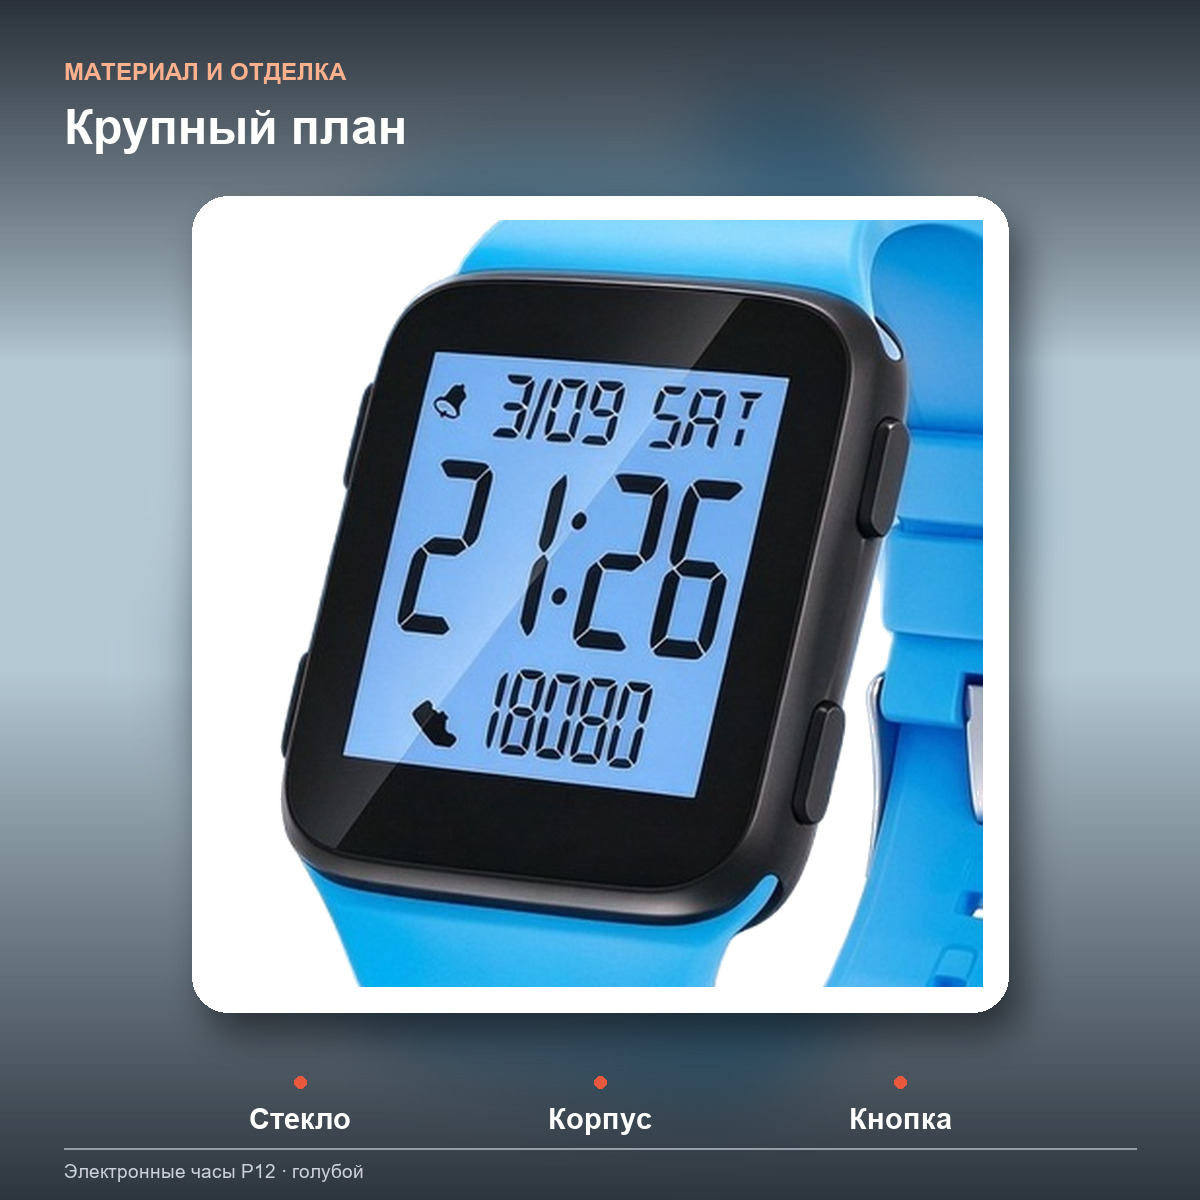 МАТЕРИАЛ И ОТДЕЛКА
Крупный план
3/09 SAT
21:26
18080
Стекло
Корпус
Кнопка
Электронные часы P12 · голубой